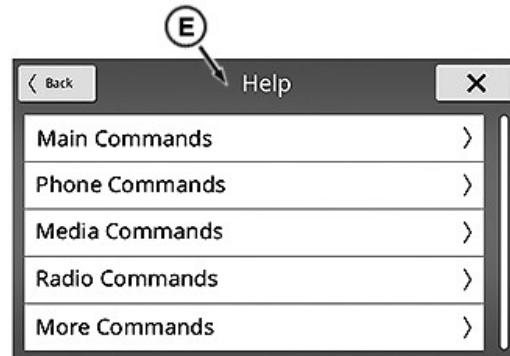 E
Back
Help
Main Commands
Phone Commands
Media Commands
Radio Commands
More Commands